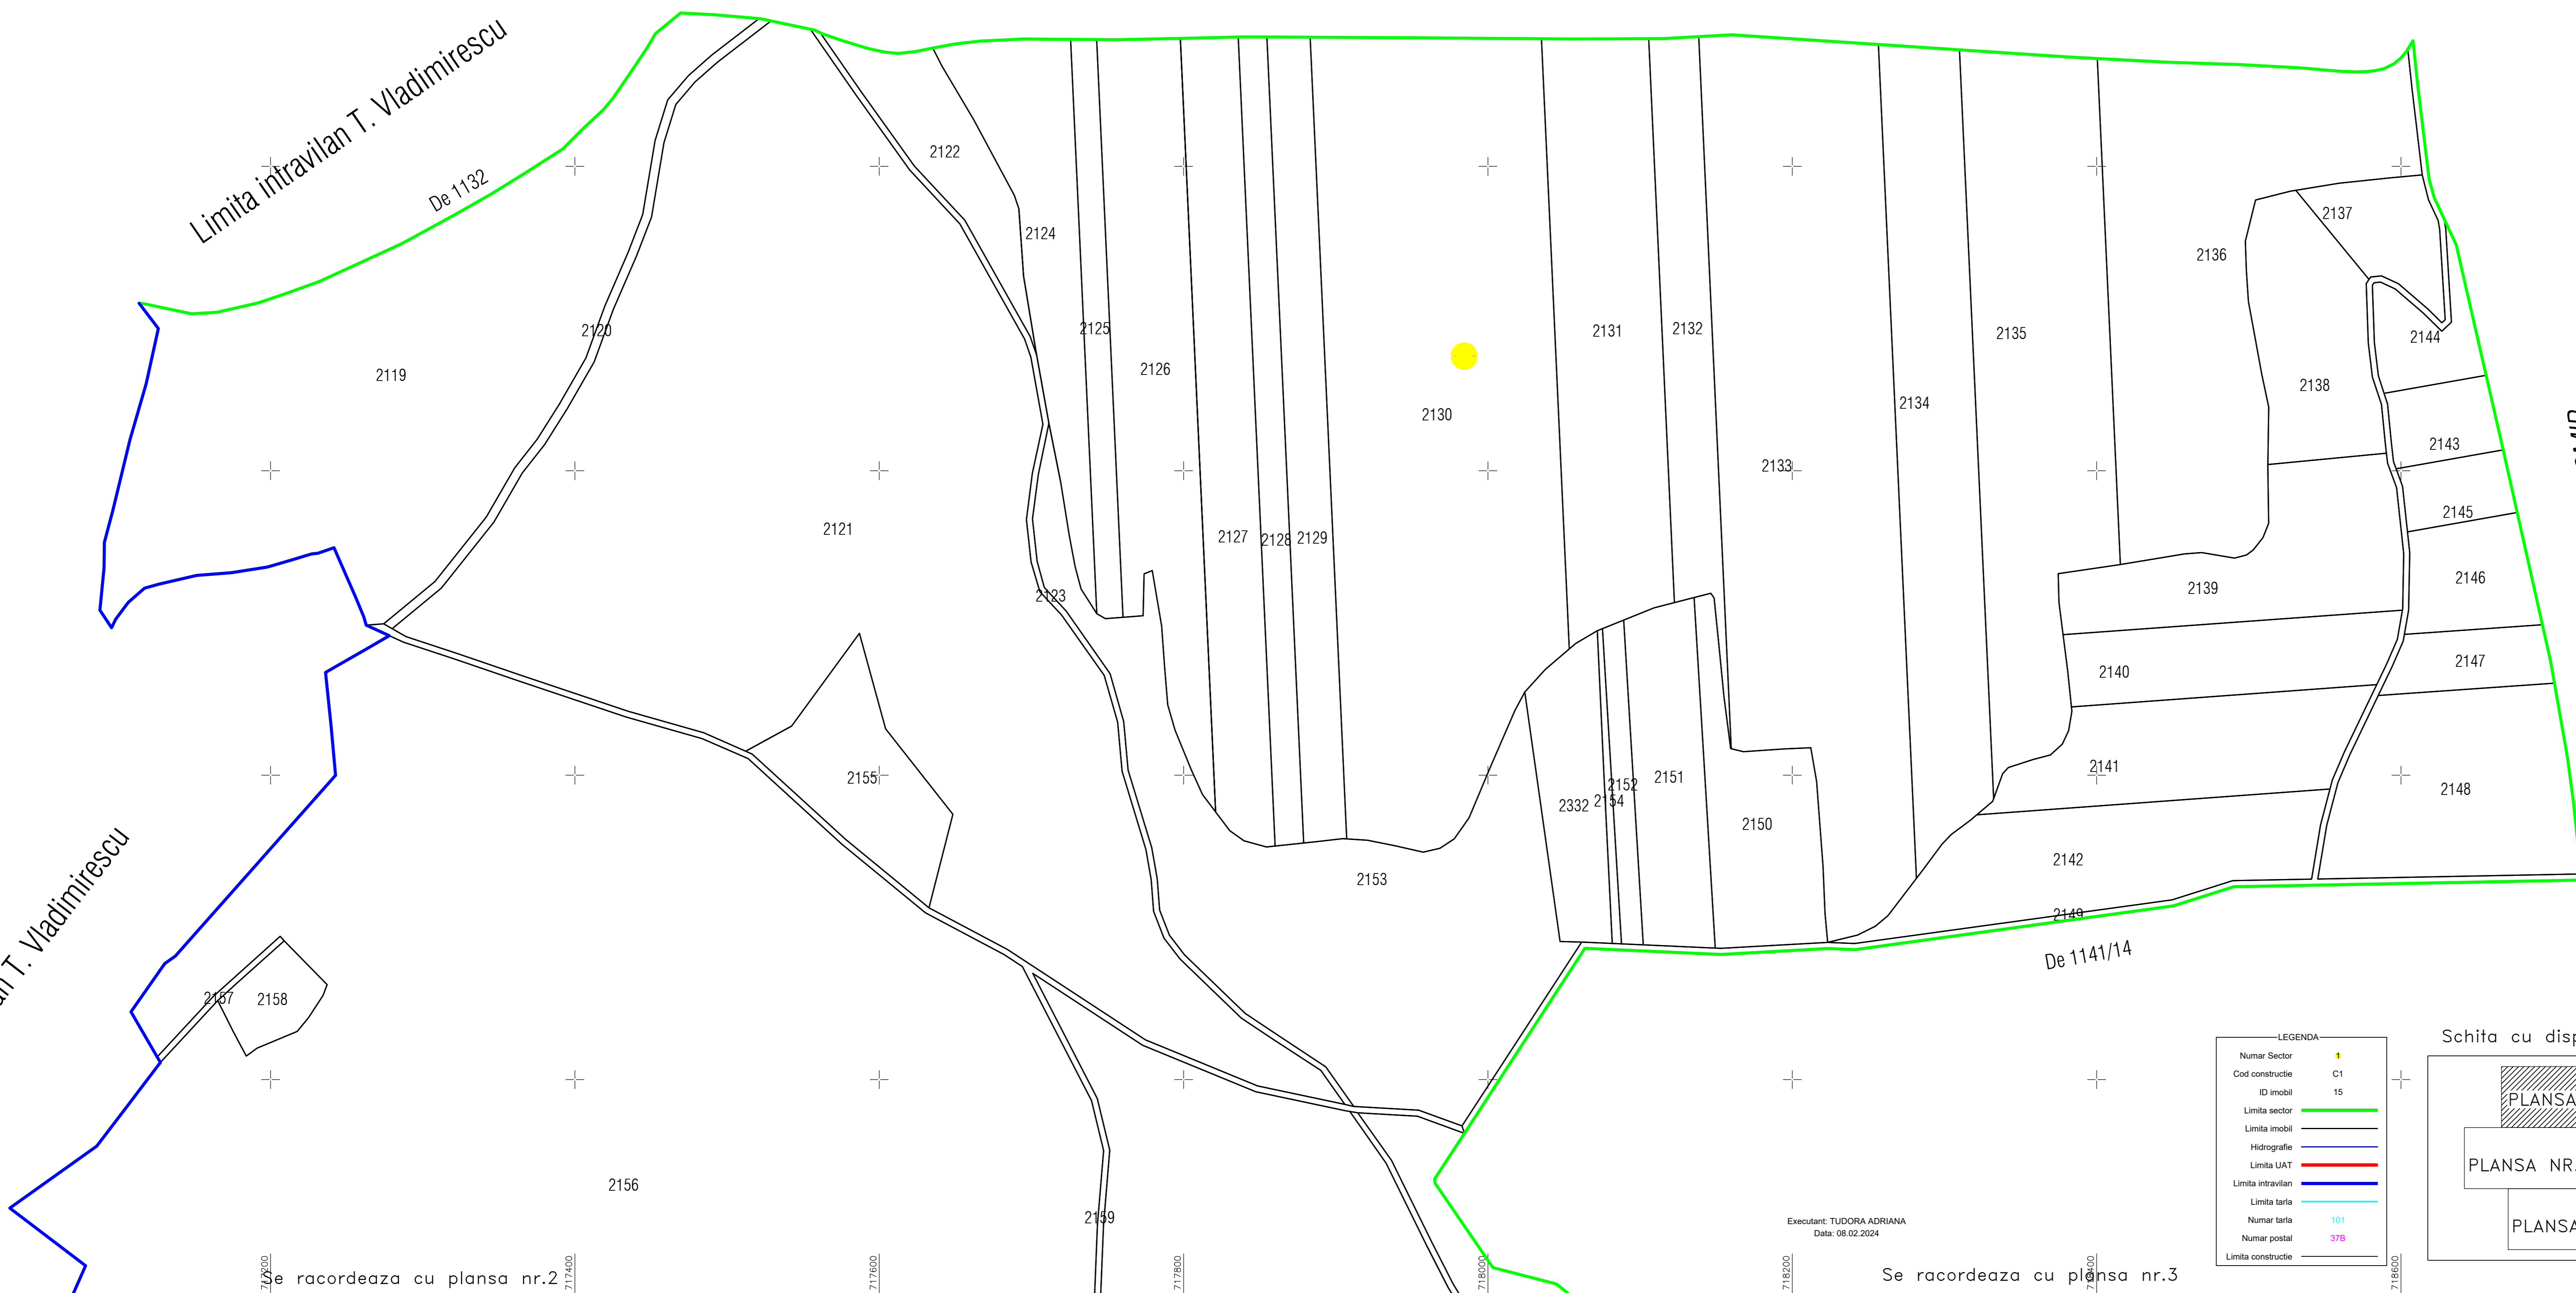 Limita intravilan T. Vladimirescu
De 1132
2122
2124
2137
2136
2119
2120
2125
2126
2130
2131
2132
2135
2144
2138
2134
2133
2143
2145
2121
2127
2128
2129
2123
2139
2146
2140
2147
2155
2141
2148
2332
2154
2152
2151
2150
2142
2153
2149
T. Vladimirescu
De 1141/14
2157
2158
2156
2159
LEGENDA
Numar Sector 1
Cod constructie C1
ID imobil 15
Limita sector
Limita imobil
Hidrografie
Limita UAT
Limita intravilan
Limita tarla
Numar tarla 101
Numar postal 37B
Limita constructie
Schita cu
PLANSA
PLANSA NR.
PLANSA
Executant: TUDORA ADRIANA
Data: 08.02.2024
717200
717400
717600
717800
718000
718200
718400
718600
Se racordeaza cu plansa nr.2
Se racordeaza cu plansa nr.3